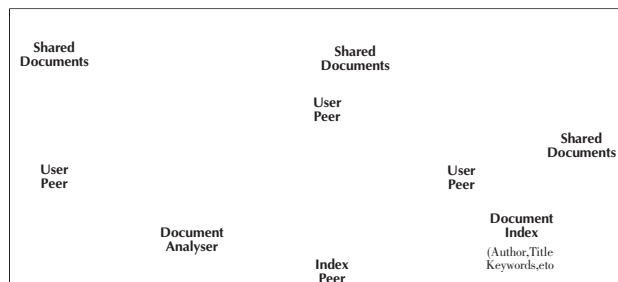 Shared
Documents
Shared
Documents
User
Peer
Shared
Documents
User
Peer
User
Peer
Document
Analyser
Document
Index
(Author,Title
Keywords,eto
Index
Peer